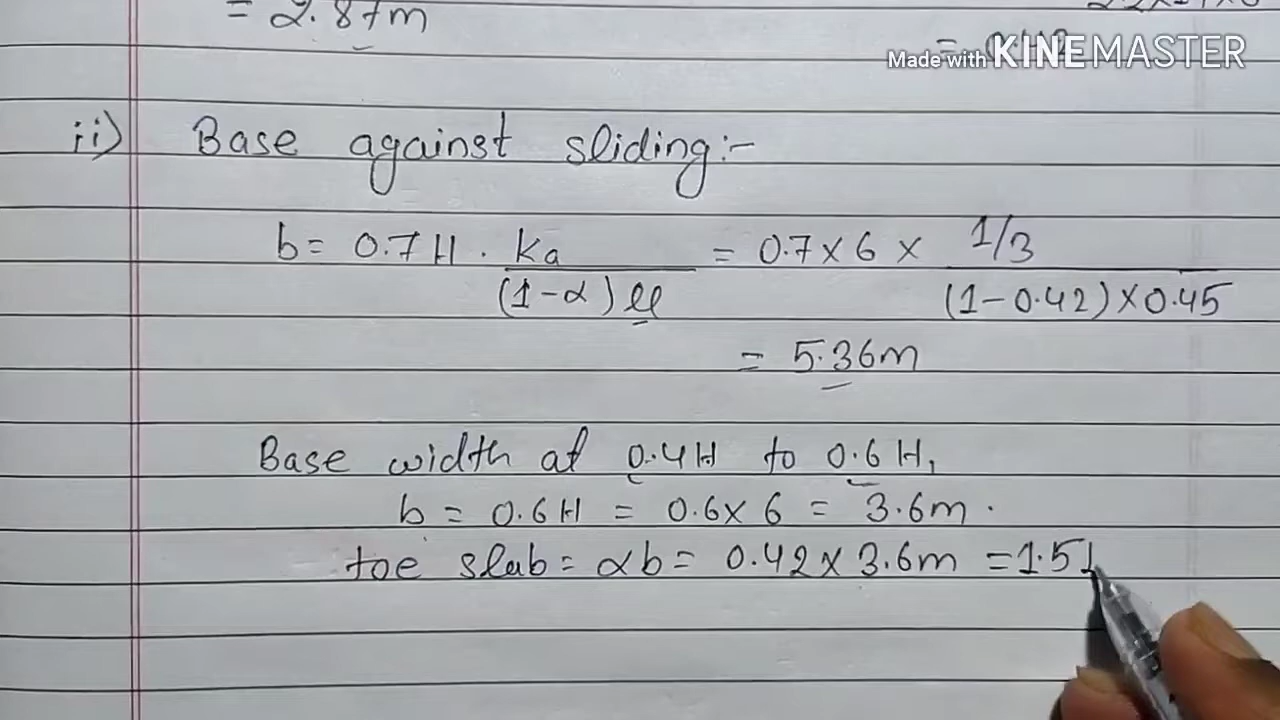 = 2.87m
= 0.42
Made with KINEMASTER
ii) Base against sliding:-
b = 0.7H . Ka / (1-α)μ = 0.7×6 × 1/3 / (1-0.42)×0.45
= 5.36m
Base width at 0.4H to 0.6H,
b = 0.6H = 0.6×6 = 3.6m.
toe slab = αb = 0.42×3.6m = 1.51